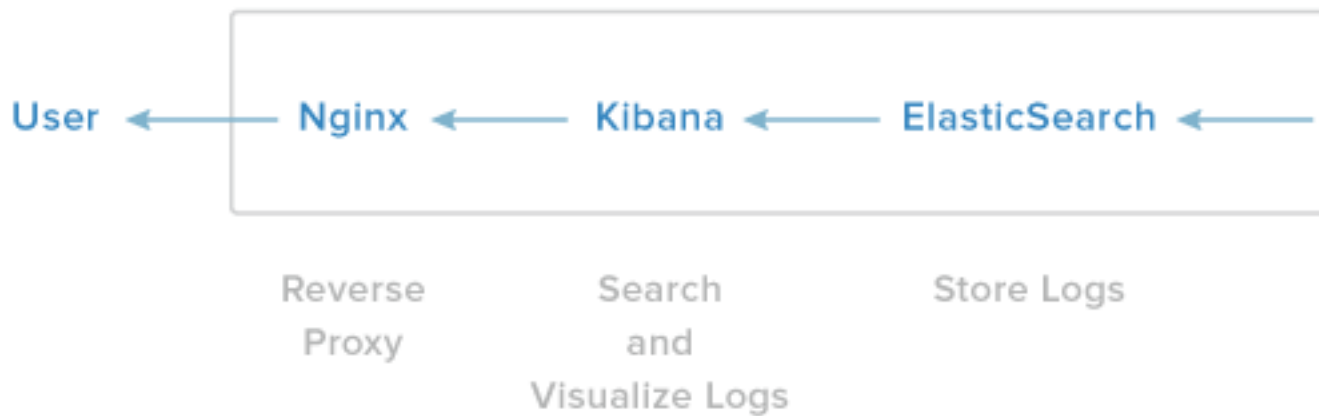 User Nginx Kibana ElasticSearch
Reverse Search Store Logs
Proxy and
Visualize Logs